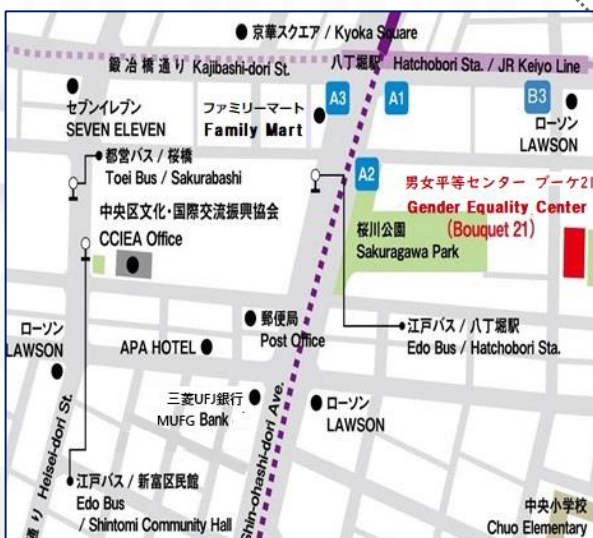 京華スクエア / Kyoka Square
鍛冶橋通り Kajibashi-dori St.
八丁堀駅 Hatchobori Sta. / JR Keiyo Line
セブンイレブン
SEVEN ELEVEN
ファミリーマート
Family Mart
A3
A1
B3
ローソン
LAWSON
都営バス / 桜橋
Toei Bus / Sakurabashi
A2
男女平等センター ブーケ21
Gender Equality Center
(Bouquet 21)
中央区文化・国際交流振興協会
CCIEA Office
桜川公園
Sakuragawa Park
郵便局
Post Office
江戸バス / 八丁堀駅
Edo Bus / Hatchobori Sta.
ローソン
LAWSON
APA HOTEL
三菱UFJ銀行
MUFG Bank
ローソン
LAWSON
江戸バス / 新富区民館
Edo Bus
/ Shintomi Community Hall
通り Heisei-dori St.
Shin-ohashi-dori Ave.
中央小学校
Chuo Elementary